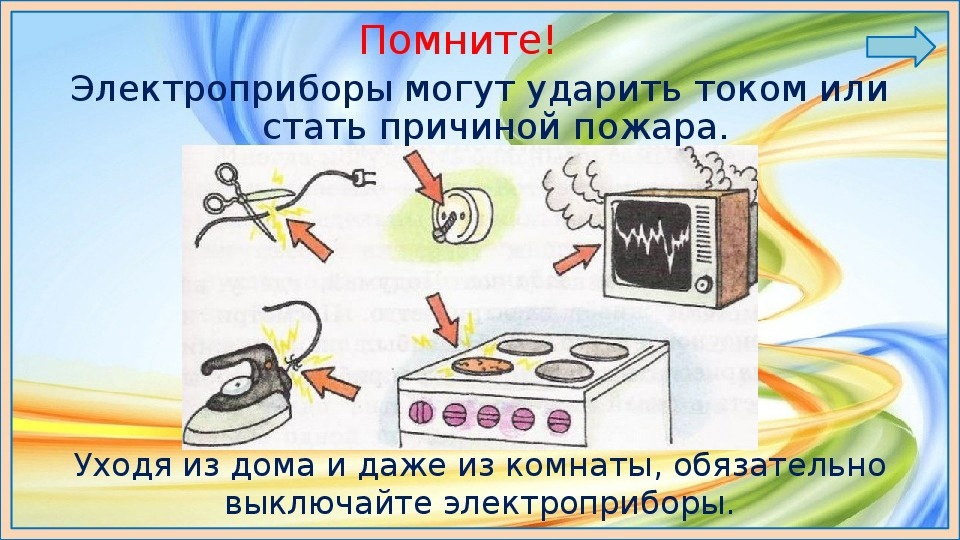 Помните!
Электроприборы могут ударить током или
стать причиной пожара.
Уходя из дома и даже из комнаты, обязательно
выключайте электроприборы.